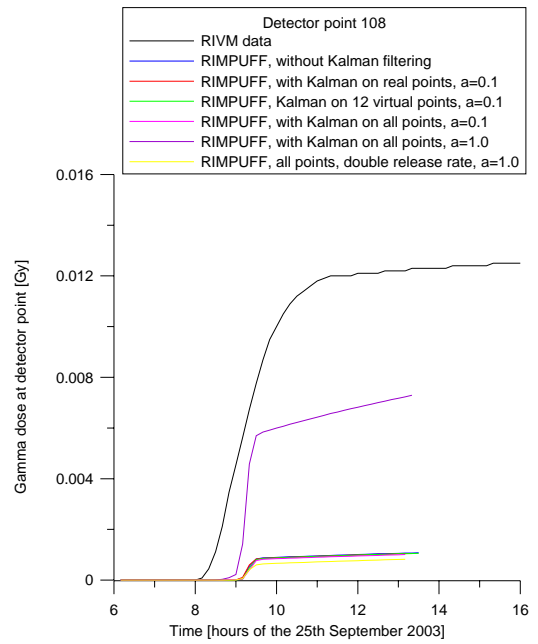 Detector point 108
RIVM data
RIMPUFF, without Kalman filtering
RIMPUFF, with Kalman on real points, a=0.1
RIMPUFF, Kalman on 12 virtual points, a=0.1
RIMPUFF, with Kalman on all points, a=0.1
RIMPUFF, with Kalman on all points, a=1.0
RIMPUFF, all points, double release rate, a=1.0
0.016
0.012
0.008
0.004
0
Gamma dose at detector point [Gy]
6 8 10 12 14 16
Time [hours of the 25th September 2003]